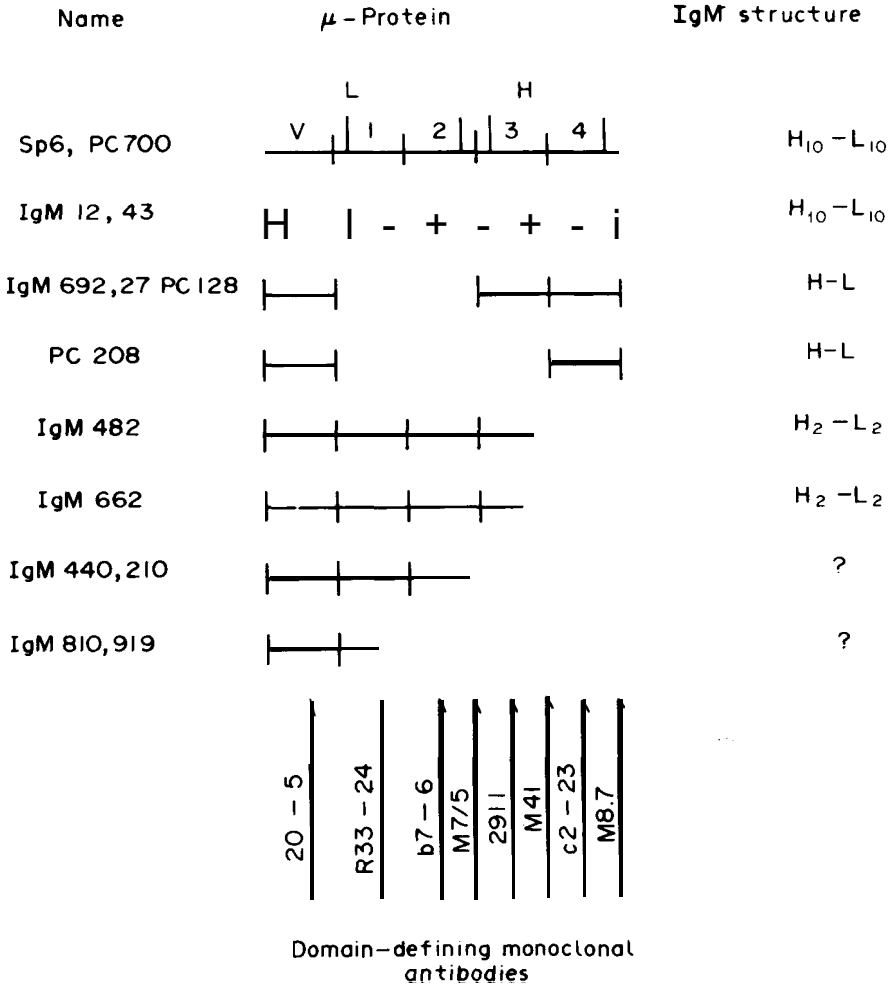 Name μ-Protein IgM structure
L H
Sp6, PC700 V 1 2 3 4 H₁₀-L₁₀
IgM 12, 43 H I - + - + - i H₁₀-L₁₀
IgM 692,27 PC128 H-L
PC 208 H-L
IgM 482 H₂-L₂
IgM 662 H₂-L₂
IgM 440,210 ?
IgM 810,919 ?
20-5 R33-24 b7-6 M7/5 2911 M41 c2-23 M8.7
Domain-defining monoclonal
antibodies